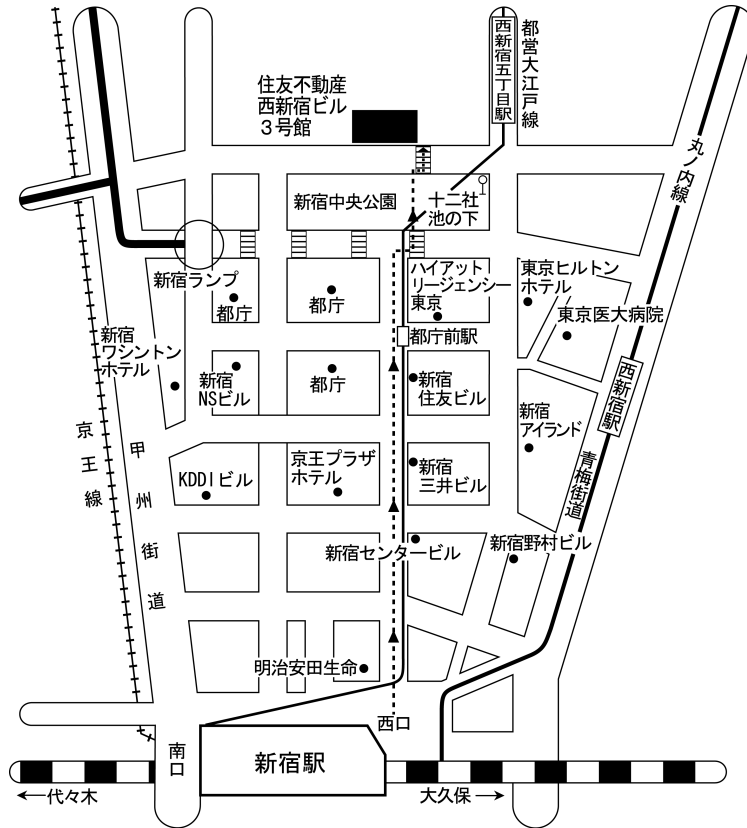 都営大江戸線
西新宿五丁目駅
住友不動産
西新宿ビル
3号館
丸ノ内線
新宿中央公園
十二社
池の下
新宿ランプ
都庁
都庁
ハイアット
リージェンシー
東京
東京ヒルトン
ホテル
東京医大病院
都庁前駅
新宿
ワシントン
ホテル
新宿
NSビル
都庁
新宿
住友ビル
西新宿駅
新宿
アイランド
京王線
甲州街道
KDDIビル
京王プラザ
ホテル
新宿
三井ビル
青梅街道
新宿センタービル
新宿野村ビル
明治安田生命
西口
南口
新宿駅
代々木
大久保